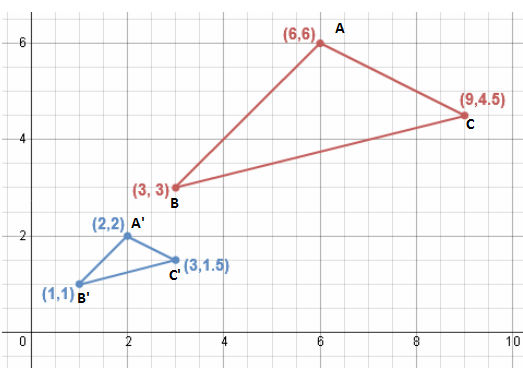 A
(6,6)
6
(9,4.5)
C
4
(3, 3)
B
(2,2) A'
2
C' (3,1.5)
(1,1) B'
0 2 4 6 8 10